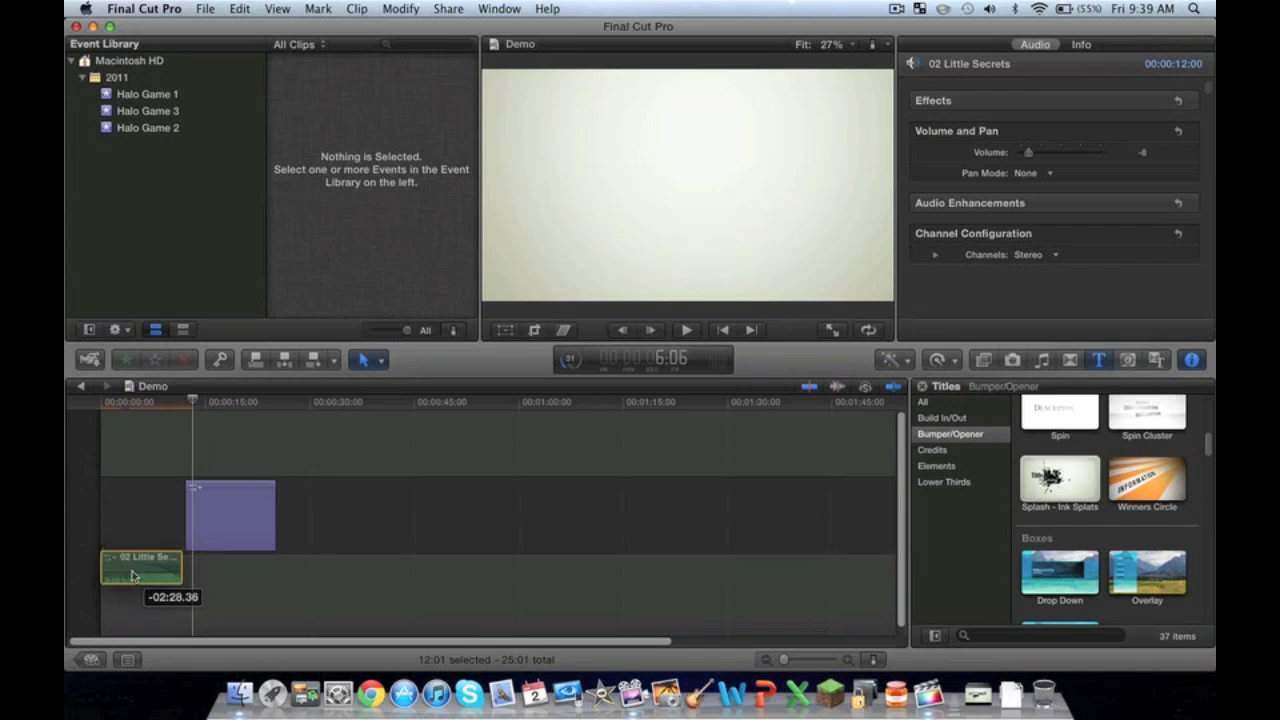 Final Cut Pro File Edit View Mark Clip Modify Share Window Help (55%) Fri 9:39 AM
Final Cut Pro
Event Library
Macintosh HD
2011
Halo Game 1
Halo Game 3
Halo Game 2
All Clips
Nothing is Selected.
Select one or more Events in the Event
Library on the left.
All
Demo Fit: 27%
Audio Info
02 Little Secrets 00:00:12:00
Effects
Volume and Pan
Volume: -8
Pan Mode: None
Audio Enhancements
Channel Configuration
Channels: Stereo
31 6:06
Demo
00:00:00:00 00:00:15:00 00:00:30:00 00:00:45:00 00:01:00:00 00:01:15:00 00:01:30:00 00:01:45:00
02 Little Se...
-02:28.36
12:01 selected - 25:01 total
Titles Bumper/Opener
All
Build In/Out
Bumper/Opener
Credits
Elements
Lower Thirds
Spin Spin Cluster
INFORMATION
Splash - Ink Splats Winners Circle
Boxes
Drop Down Overlay
37 items
2